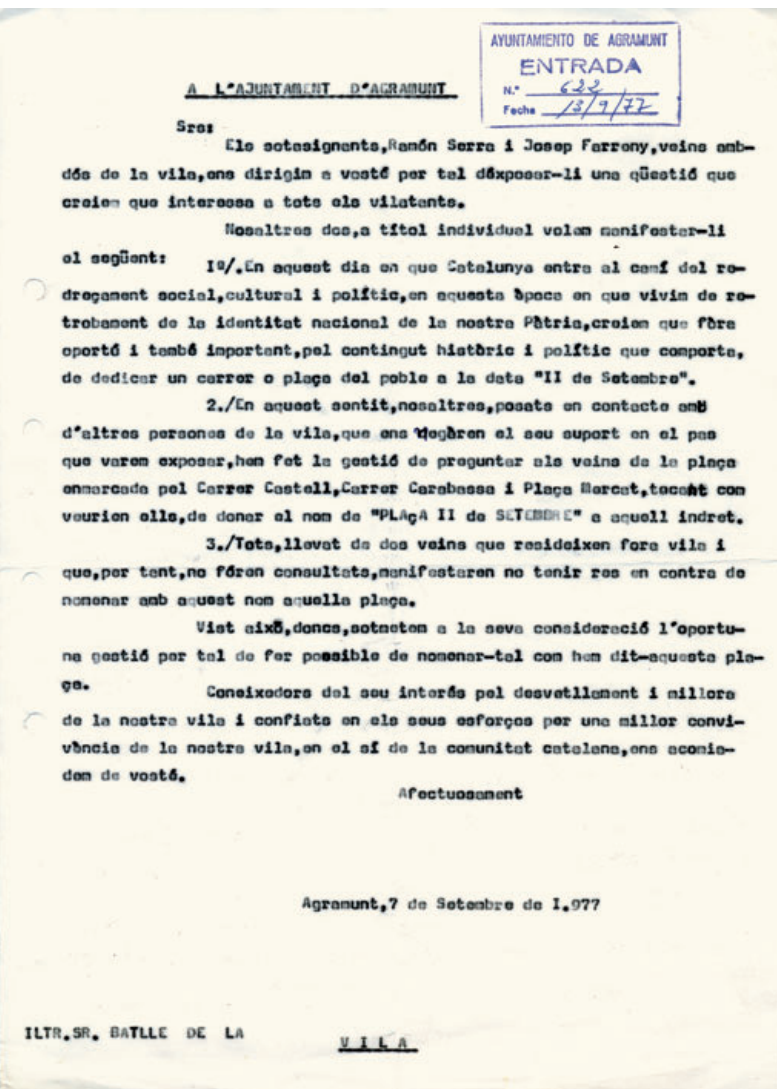 AYUNTAMIENTO DE AGRAMUNT
ENTRADA
N.º 622
Fecha 13/9/77
A L'AJUNTAMENT D'AGRAMUNT
Srs:
Els sotasignants,Ramón Serra i Josep Farreny,veins amb-
dós de la vila,ens dirigim a vosté per tal déxposar-li una qüestió que
creiem que interessa a tots els vilatants.
Nosaltres dos,a títol individual volem manifestar-li
el següent:
Iº/.En aquest dia en que Catalunya entra al camí del re-
dreçament social,cultural i polític,en aquesta època en que vivim de re-
trobament de la identitat nacional de la nostra Pàtria,creiem que fòra
oportó i també important,pel contingut històric i polític que comporta,
de dedicar un carrer o plaça del poble a la data "II de Setembre".
2./En aquest sentit,nosaltres,posats en contacte amb
d'altres persones de la vila,que ens degàren el seu suport en el pas
que varem exposar,hem fet la gestió de preguntar als veins de la plaça
enmarcada pel Carrer Castell,Carrer Carabassa i Plaça Mercat,tocant com
veurien ells,de donar el nom de "PLAçA II de SETEMBRE" a aquell indret.
3./Tots,llevat de dos veins que resideixen fora vila i
que,per tant,no fóren consultats,manifestaren no tenir res en contra de
nomenar amb aquest nom aquella plaça.
Vist aixó,doncs,sotmetem a la seva consideració l'oportu-
na gestió per tal de fer possible de nomenar-tal com hem dit-aquesta pla-
ça.
Coneixedors del seu interés pel desvetllament i millora
de la nostra vila i confiats en els seus esforços per una millor convi-
vència de la nostra vila,en el sí de la comunitat catalana,ens acomia-
dem de vosté.
Afectuosament
Agramunt,7 de Setembre de I.977
ILTR.SR. BATLLE DE LA
VILA